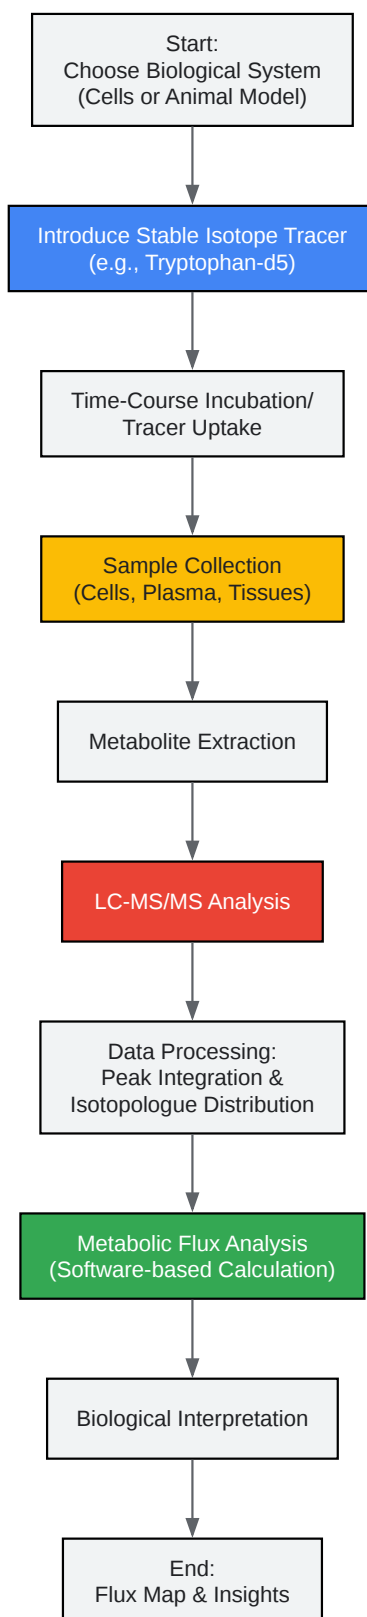 Start:
Choose Biological System
(Cells or Animal Model)
Introduce Stable Isotope Tracer
(e.g., Tryptophan-d5)
Time-Course Incubation/
Tracer Uptake
Sample Collection
(Cells, Plasma, Tissues)
Metabolite Extraction
LC-MS/MS Analysis
Data Processing:
Peak Integration &
Isotopologue Distribution
Metabolic Flux Analysis
(Software-based Calculation)
Biological Interpretation
End:
Flux Map & Insights